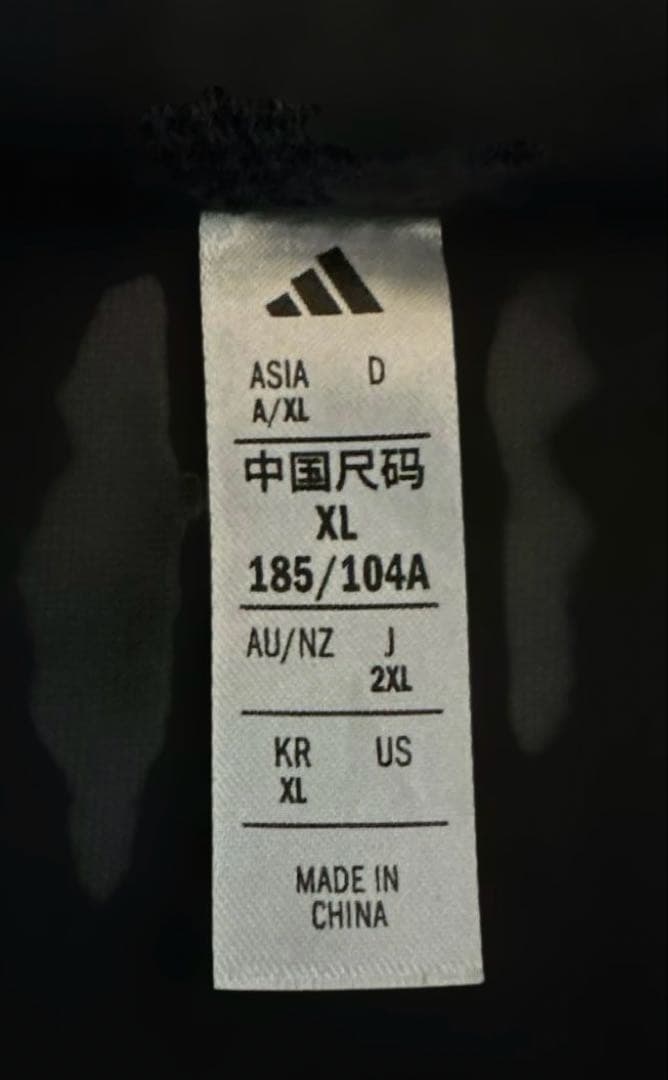 ASIA D
A/XL
中国尺码
XL
185/104A
AU/NZ J
2XL
KR US
XL
MADE IN
CHINA